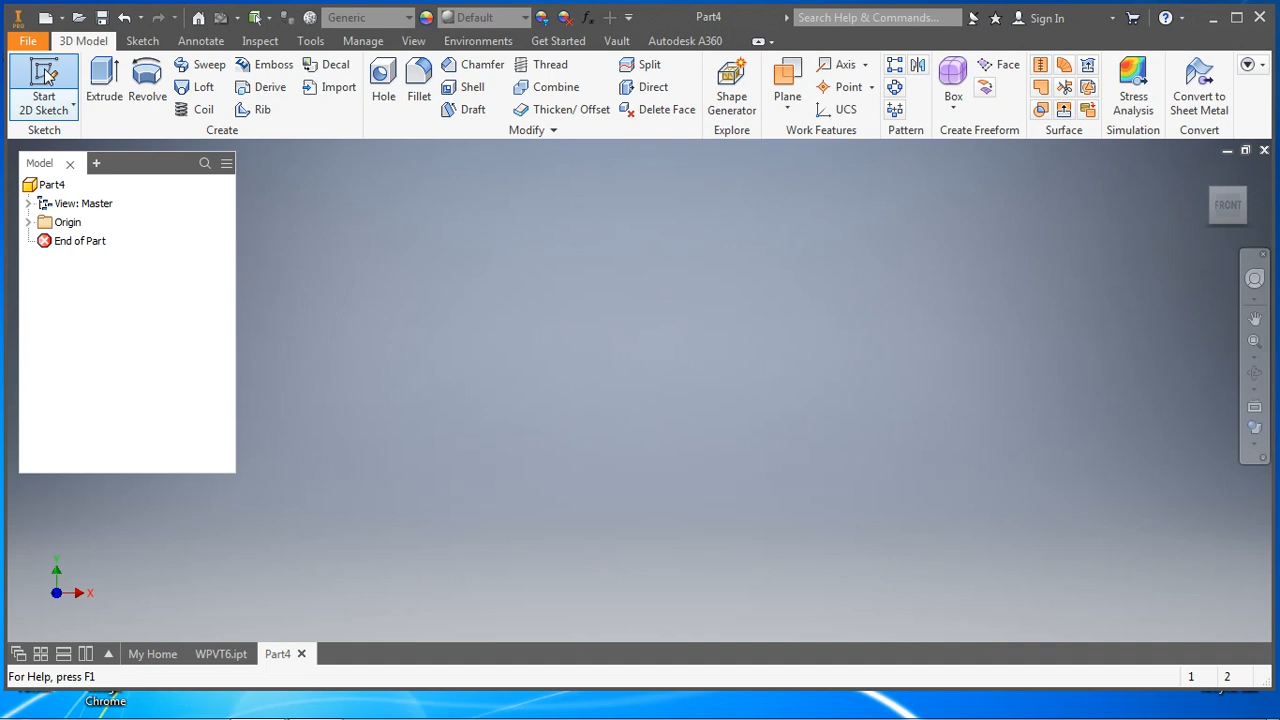 PRO Generic Default Part4 Search Help & Commands... Sign In
File 3D Model Sketch Annotate Inspect Tools Manage View Environments Get Started Vault Autodesk A360
Start
2D Sketch
Extrude Revolve
Sweep Emboss Decal
Loft Derive Import
Coil Rib
Hole Fillet
Chamfer Thread Split
Shell Combine Direct
Draft Thicken/ Offset Delete Face
Shape
Generator
Plane
Axis
Point
UCS
Box
Face
Stress
Analysis
Convert to
Sheet Metal
Sketch Create Modify Explore Work Features Pattern Create Freeform Surface Simulation Convert
Model
Part4
View: Master
Origin
End of Part
FRONT
Y
X
My Home WPVT6.ipt Part4
For Help, press F1 1 2
Chrome